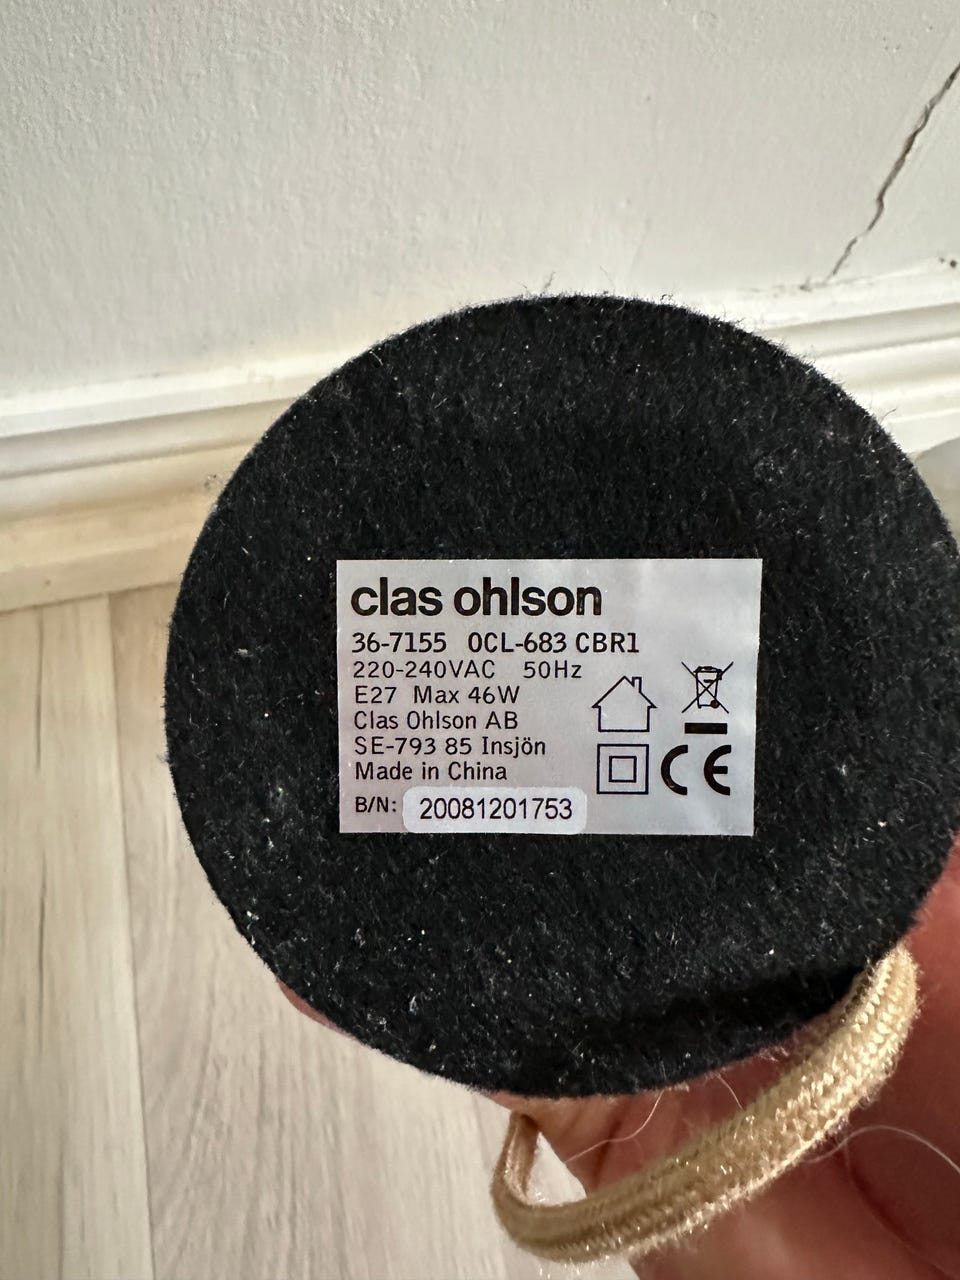 clas ohlson
36-7155 OCL-683 CBR1
220-240VAC 50Hz
E27 Max 46W
Clas Ohlson AB
SE-793 85 Insjön
Made in China
B/N: 20081201753
CE